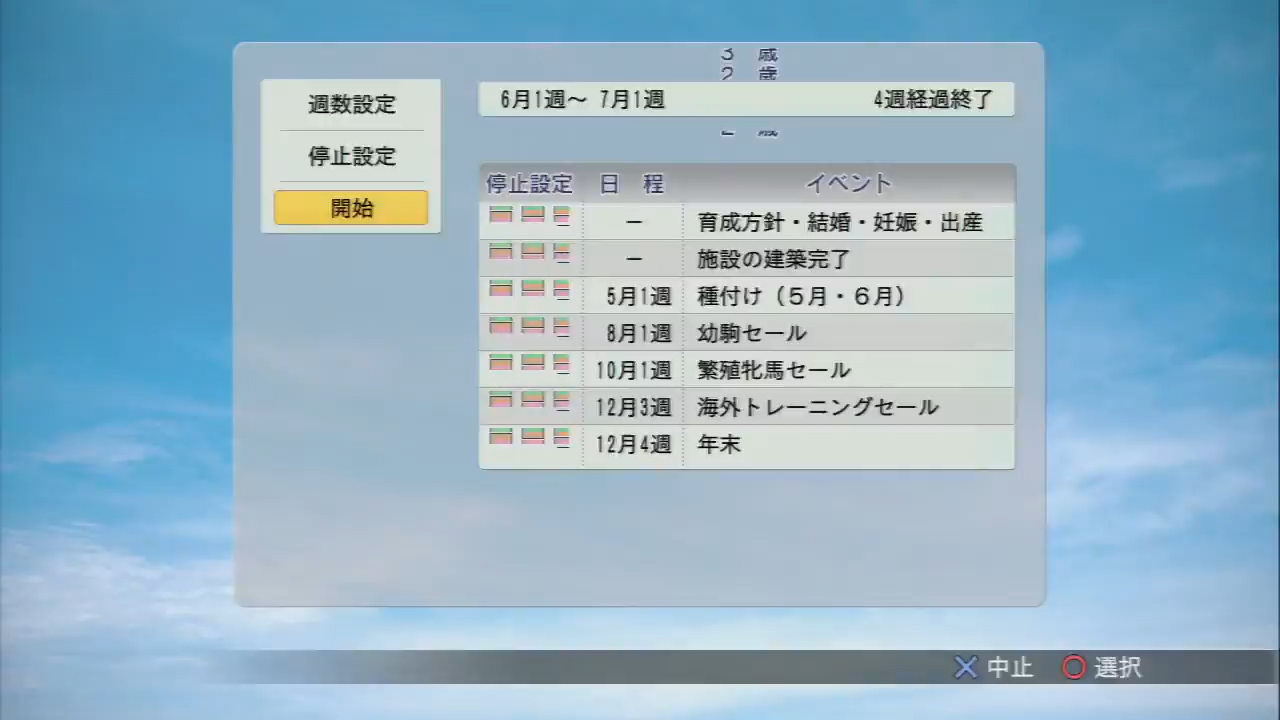 3 歳
2 歳
週数設定
6月1週～ 7月1週 4週経過終了
停止設定
開始
停止設定 日 程 イベント
－ 育成方針・結婚・妊娠・出産
－ 施設の建築完了
5月1週 種付け（５月・６月）
8月1週 幼駒セール
10月1週 繁殖牝馬セール
12月3週 海外トレーニングセール
12月4週 年末
中止 選択